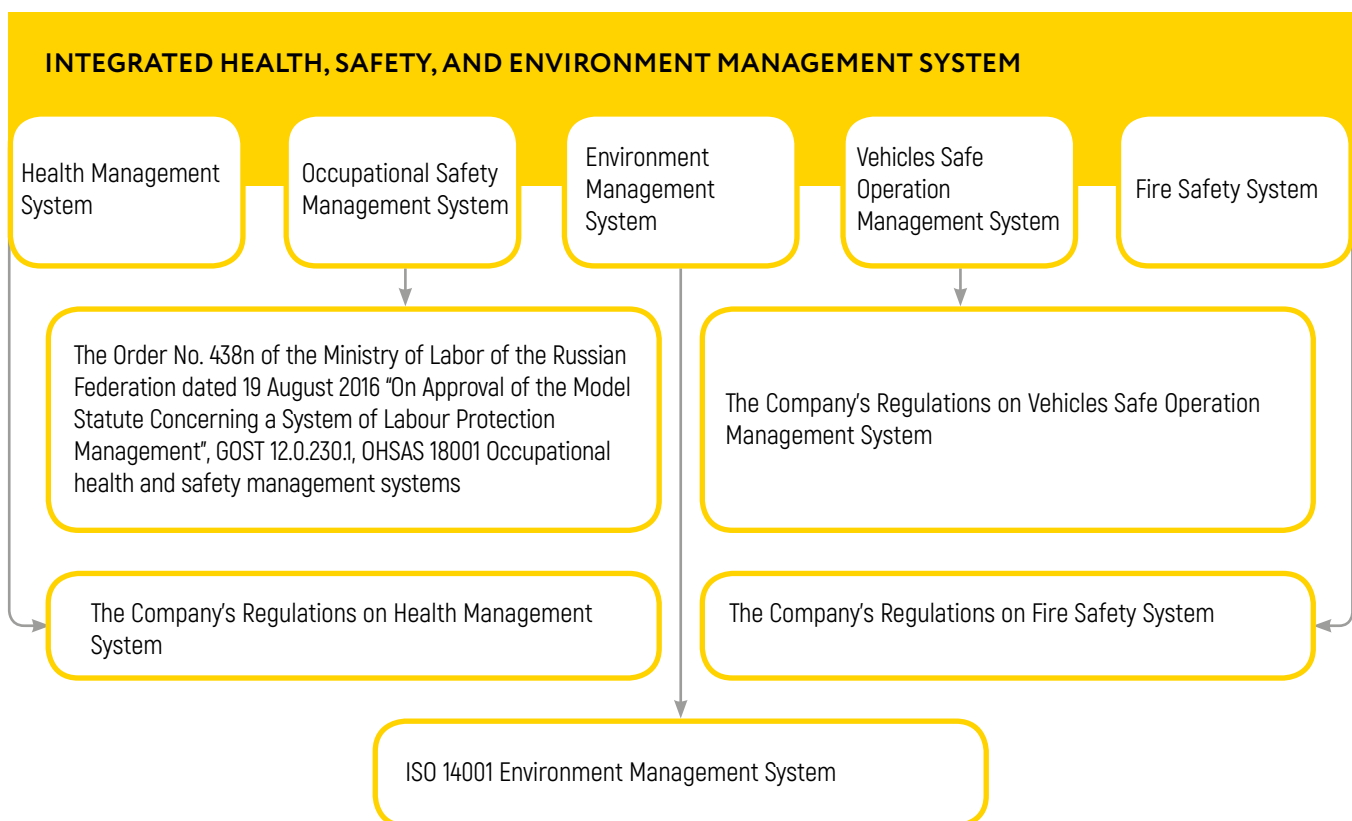 INTEGRATED HEALTH, SAFETY, AND ENVIRONMENT MANAGEMENT SYSTEM
Health Management
System
Occupational Safety
Management System
Environment
Management
System
Vehicles Safe
Operation
Management System
Fire Safety System
The Order No. 438n of the Ministry of Labor of the Russian
Federation dated 19 August 2016 “On Approval of the Model
Statute Concerning a System of Labour Protection
Management”, GOST 12.0.230.1, OHSAS 18001 Occupational
health and safety management systems
The Company’s Regulations on Vehicles Safe Operation
Management System
The Company’s Regulations on Health Management
System
The Company’s Regulations on Fire Safety System
ISO 14001 Environment Management System